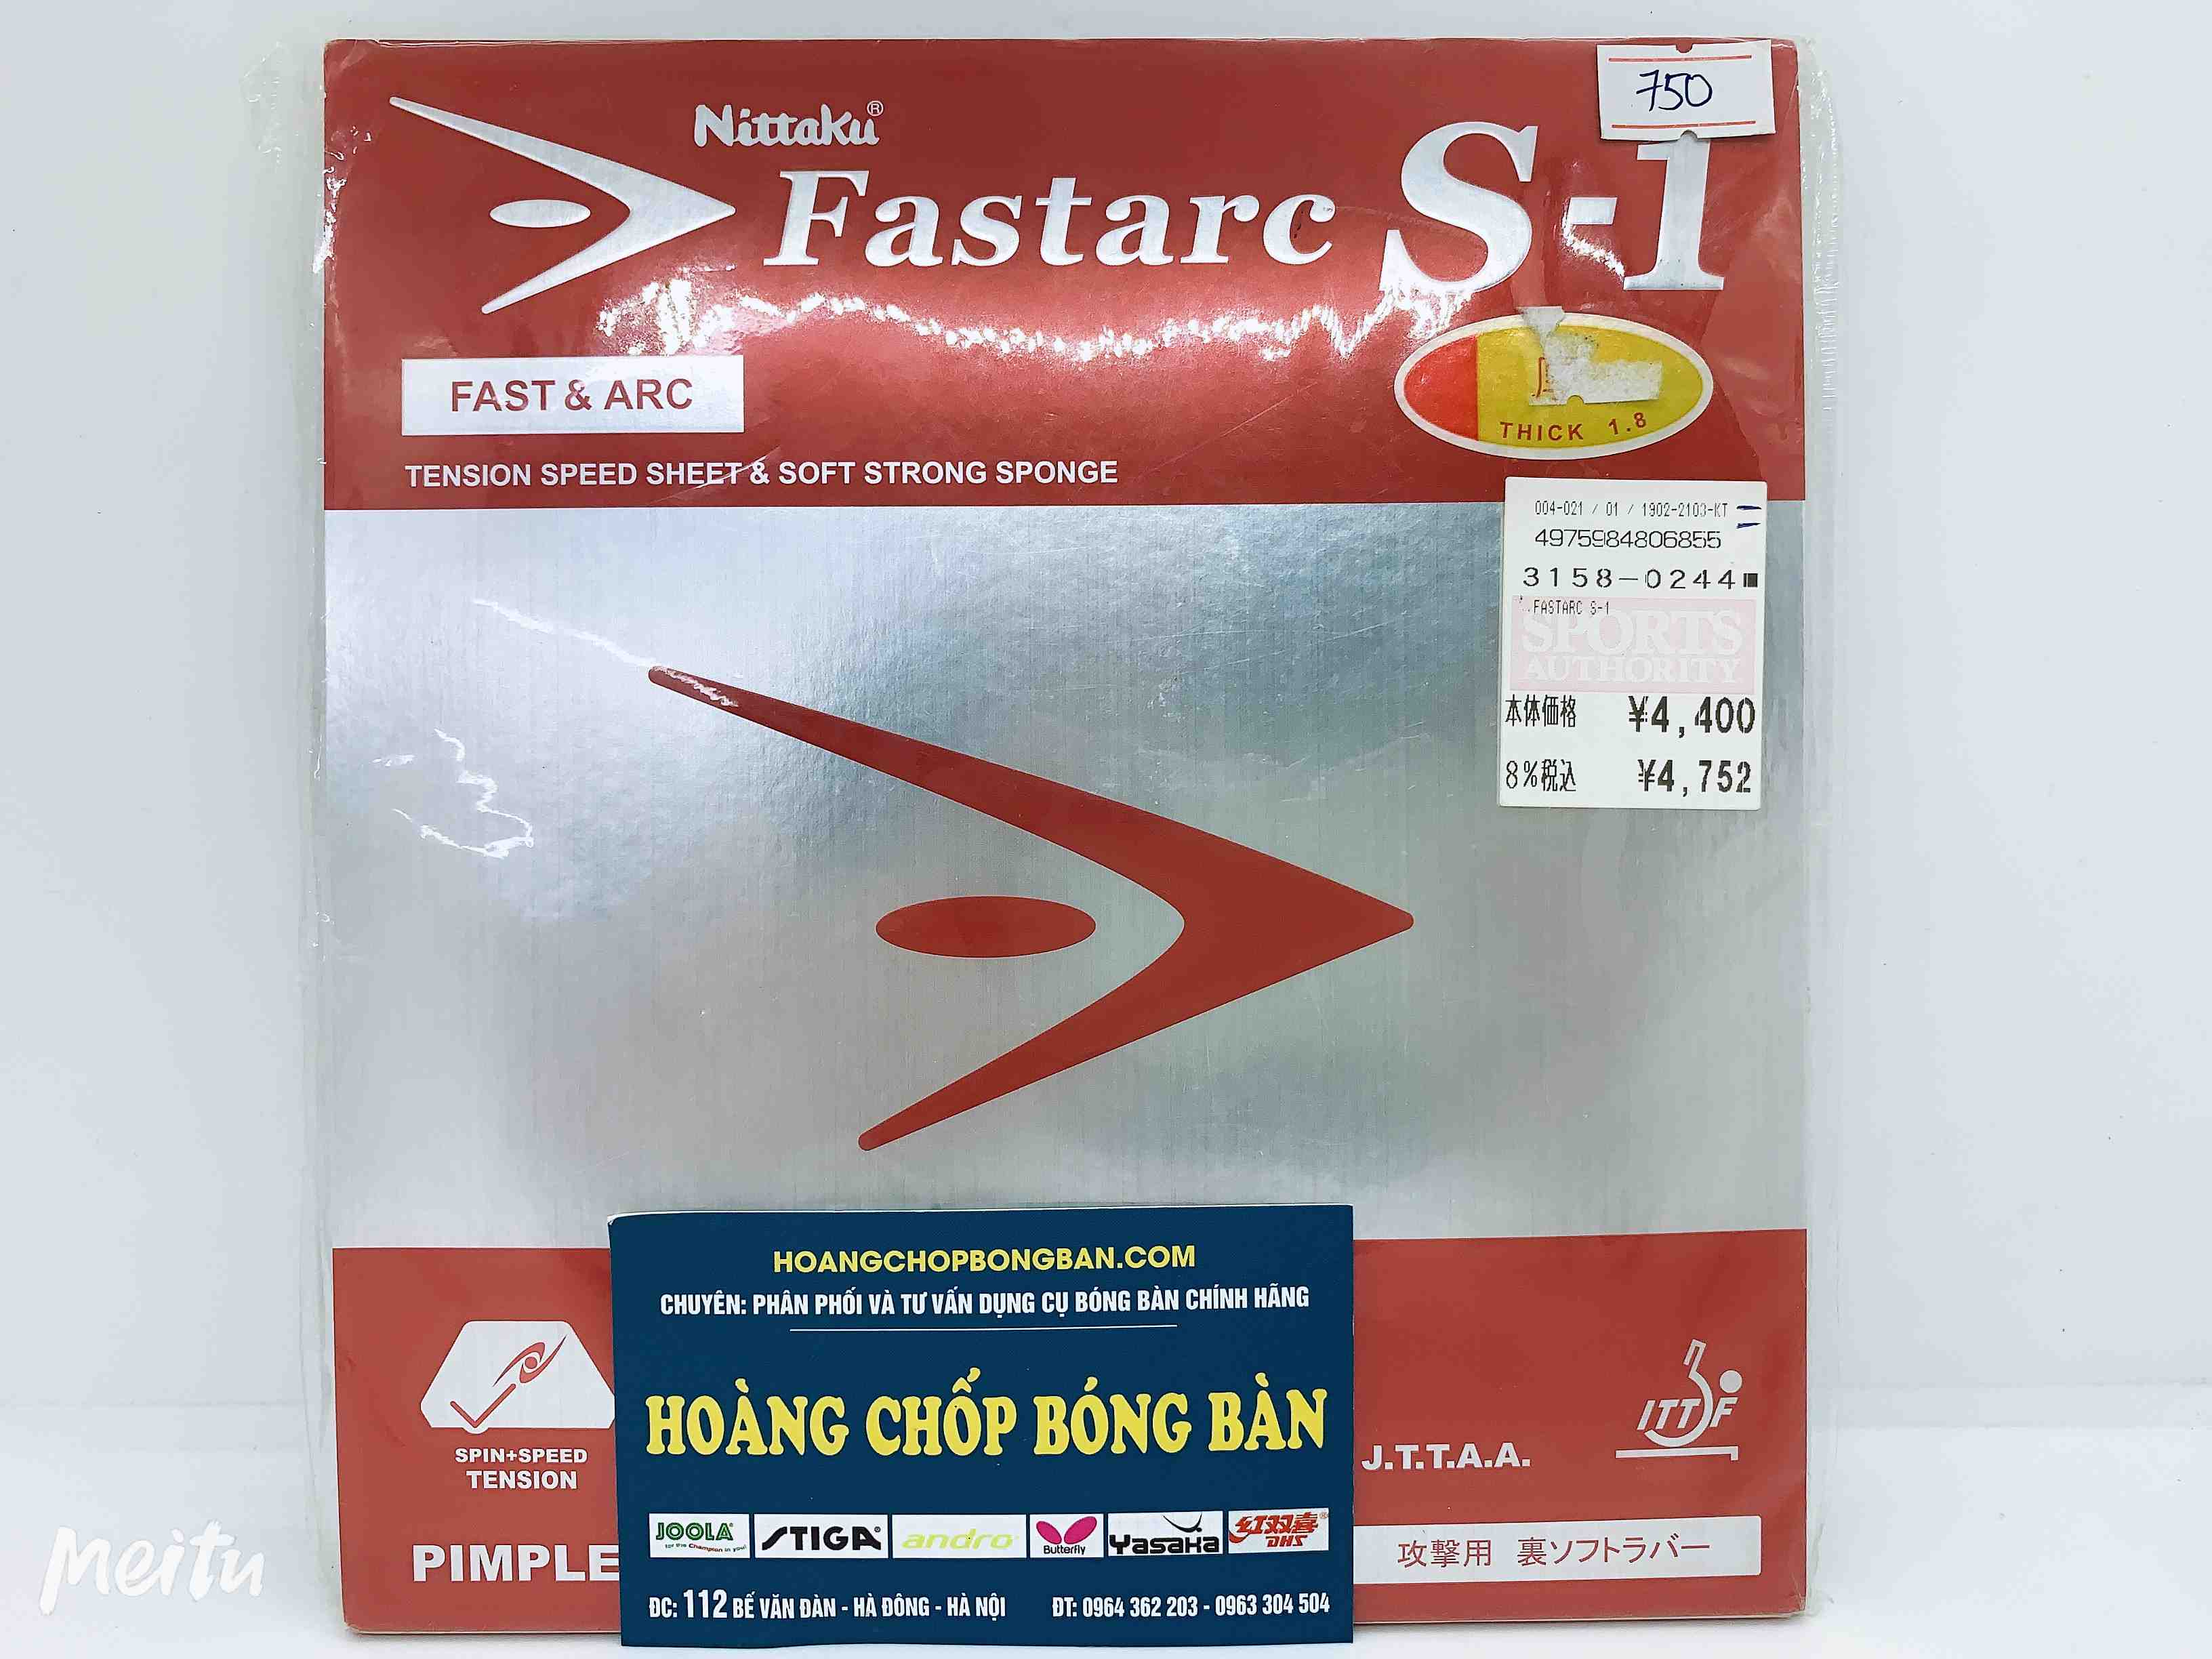 750
Nittaku®
Fastarc S-1
FAST & ARC
THICK 1.8
TENSION SPEED SHEET & SOFT STRONG SPONGE
004-021 / 01 / 1902-2103-KT
4975984806855
3158-0244
FASTARC S-1
SPORTS
AUTHORITY
本体価格 ¥4,400
8%税込 ¥4,752
HOANGCHOPBONGBAN.COM
CHUYÊN: PHÂN PHỐI VÀ TƯ VẤN DỤNG CỤ BÓNG BÀN CHÍNH HÃNG
HOÀNG CHỐP BÓNG BÀN
JOOLA®
for the Champion in you!
STIGA®
andro®
Butterfly
Yasaka
红双喜®
DHS
ĐC: 112 BẾ VĂN ĐÀN - HÀ ĐÔNG - HÀ NỘI ĐT: 0964 362 203 - 0963 304 504
SPIN+SPEED
TENSION
J.T.T.A.A.
ITTF
PIMPLE
攻撃用 裏ソフトラバー
Meitu